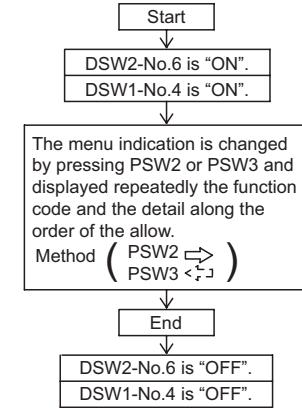 Start
DSW2-No.6 is “ON”.
DSW1-No.4 is “ON”.
The menu indication is changed
by pressing PSW2 or PSW3 and
displayed repeatedly the function
code and the detail along the
order of the allow.
Method ( PSW2
PSW3 )
End
DSW2-No.6 is “OFF”.
DSW1-No.4 is “OFF”.